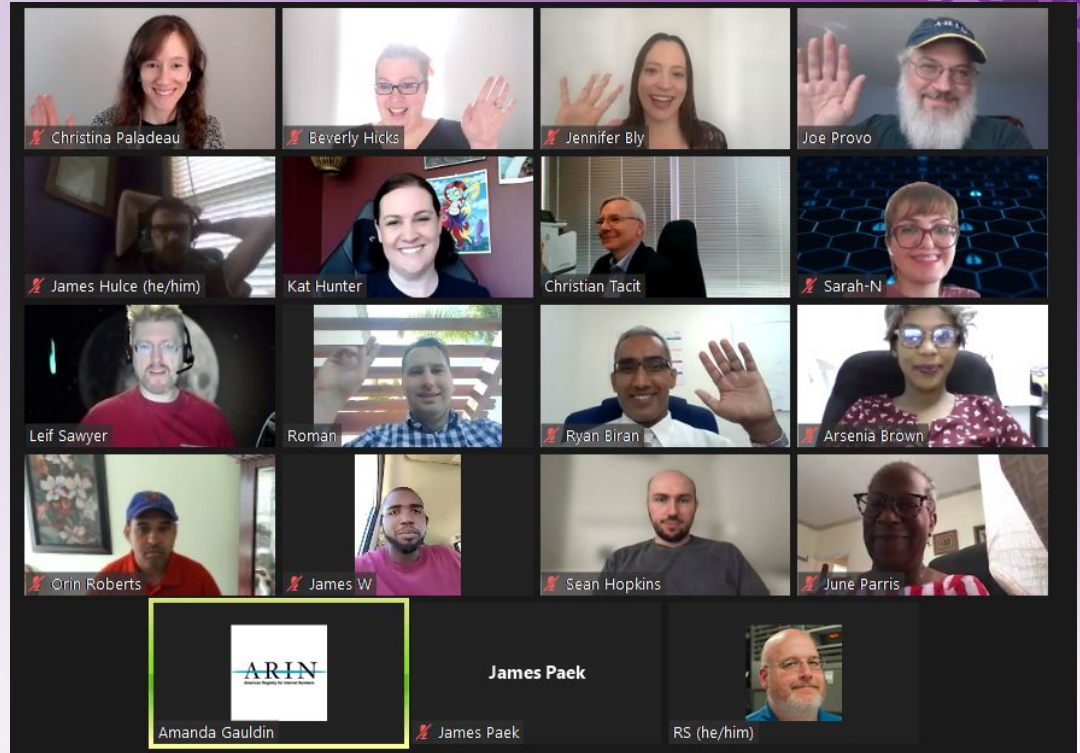 Christina Paladeau
Beverly Hicks
Jennifer Bly
ARIN
Joe Provo
James Hulce (he/him)
Kat Hunter
Christian Tacit
Sarah-N
Leif Sawyer
Roman
Ryan Biran
Arsenia Brown
Orin Roberts
James W
Sean Hopkins
June Parris
ARIN
American Registry for Internet Numbers
Amanda Gauldin
James Paek
James Paek
RS (he/him)